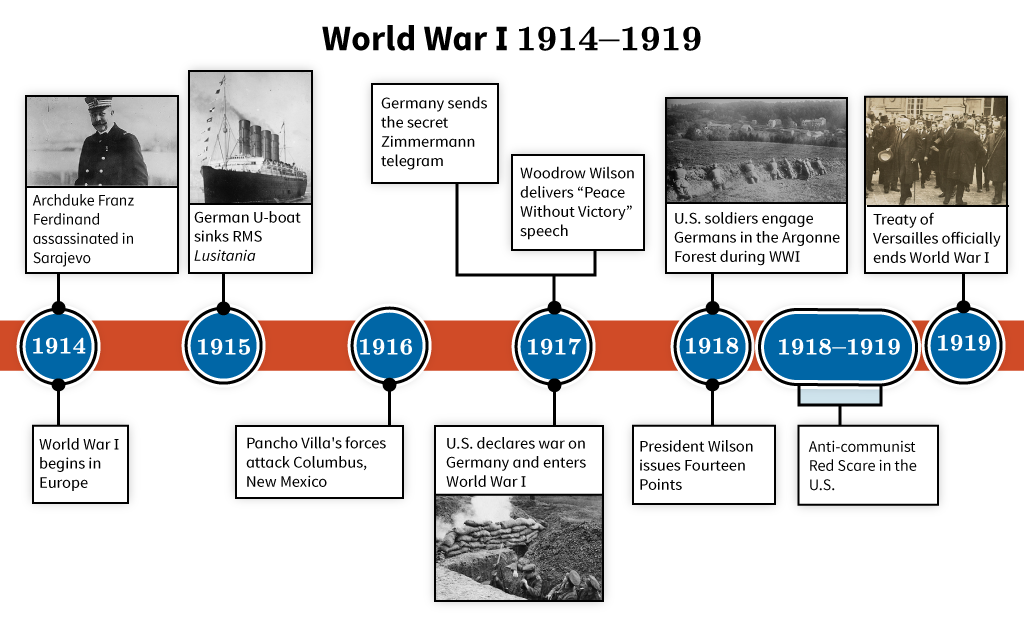 World War I 1914–1919
Archduke Franz
Ferdinand
assassinated in
Sarajevo
German U-boat
sinks RMS
Lusitania
Germany sends
the secret
Zimmermann
telegram
Woodrow Wilson
delivers “Peace
Without Victory”
speech
U.S. soldiers engage
Germans in the Argonne
Forest during WWI
Treaty of
Versailles officially
ends World War I
1914
1915
1916
1917
1918
1918–1919
1919
World War I
begins in
Europe
Pancho Villa's forces
attack Columbus,
New Mexico
U.S. declares war on
Germany and enters
World War I
President Wilson
issues Fourteen
Points
Anti-communist
Red Scare in the
U.S.